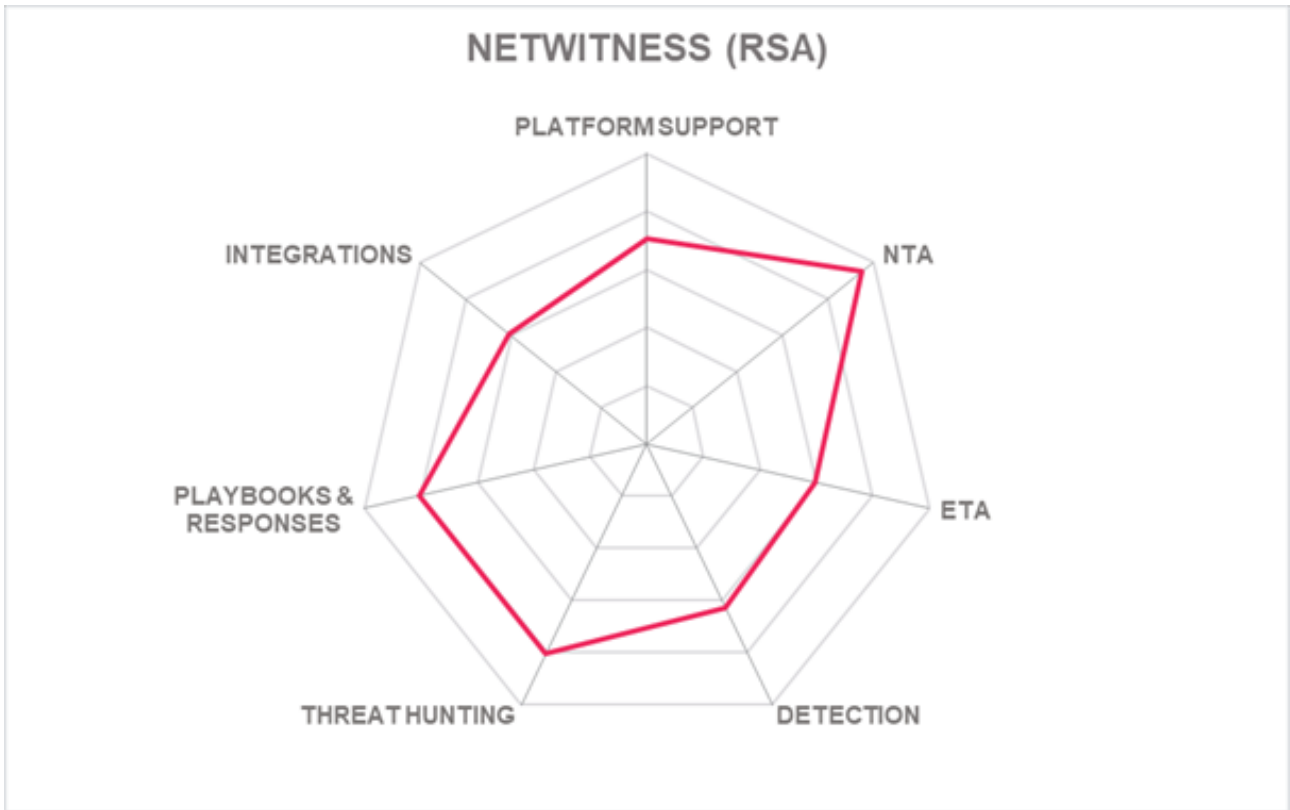 NETWITNESS (RSA)
PLATFORM SUPPORT
NTA
INTEGRATIONS
PLAYBOOKS &
RESPONSES
ETA
THREAT HUNTING
DETECTION